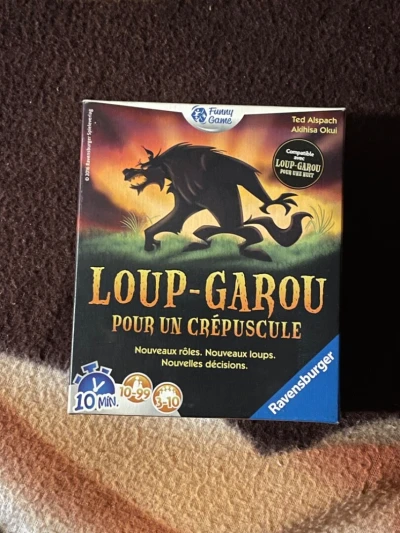 Funny
Game
Ted Alspach
Akihisa Okui
Compatible
avec
LOUP-GAROU
POUR UNE NUIT
LOUP-GAROU
POUR UN CRÉPUSCULE
Nouveaux rôles. Nouveaux loups.
Nouvelles décisions.
10 MIN.
10-99
3-10
Ravensburger